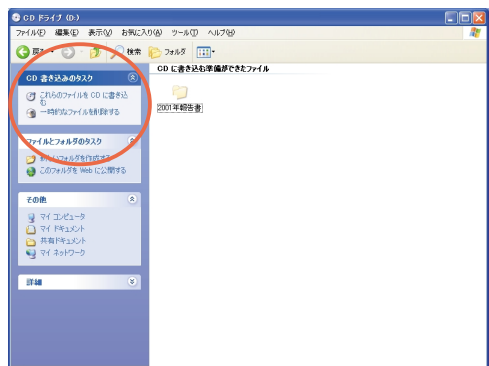 CD ドライブ (D:)
ファイル(F) 編集(E) 表示(V) お気に入り(A) ツール(T) ヘルプ(H)
戻る 検索 フォルダ
CD に書き込む準備ができたファイル
CD 書き込みのタスク
これらのファイルを CD に書き込
む
一時的なファイルを削除する
2001年報告書
ファイルとフォルダのタスク
新しいフォルダを作成する
このフォルダを Web に公開する
その他
マイ コンピュータ
マイ ドキュメント
共有ドキュメント
マイ ネットワーク
詳細